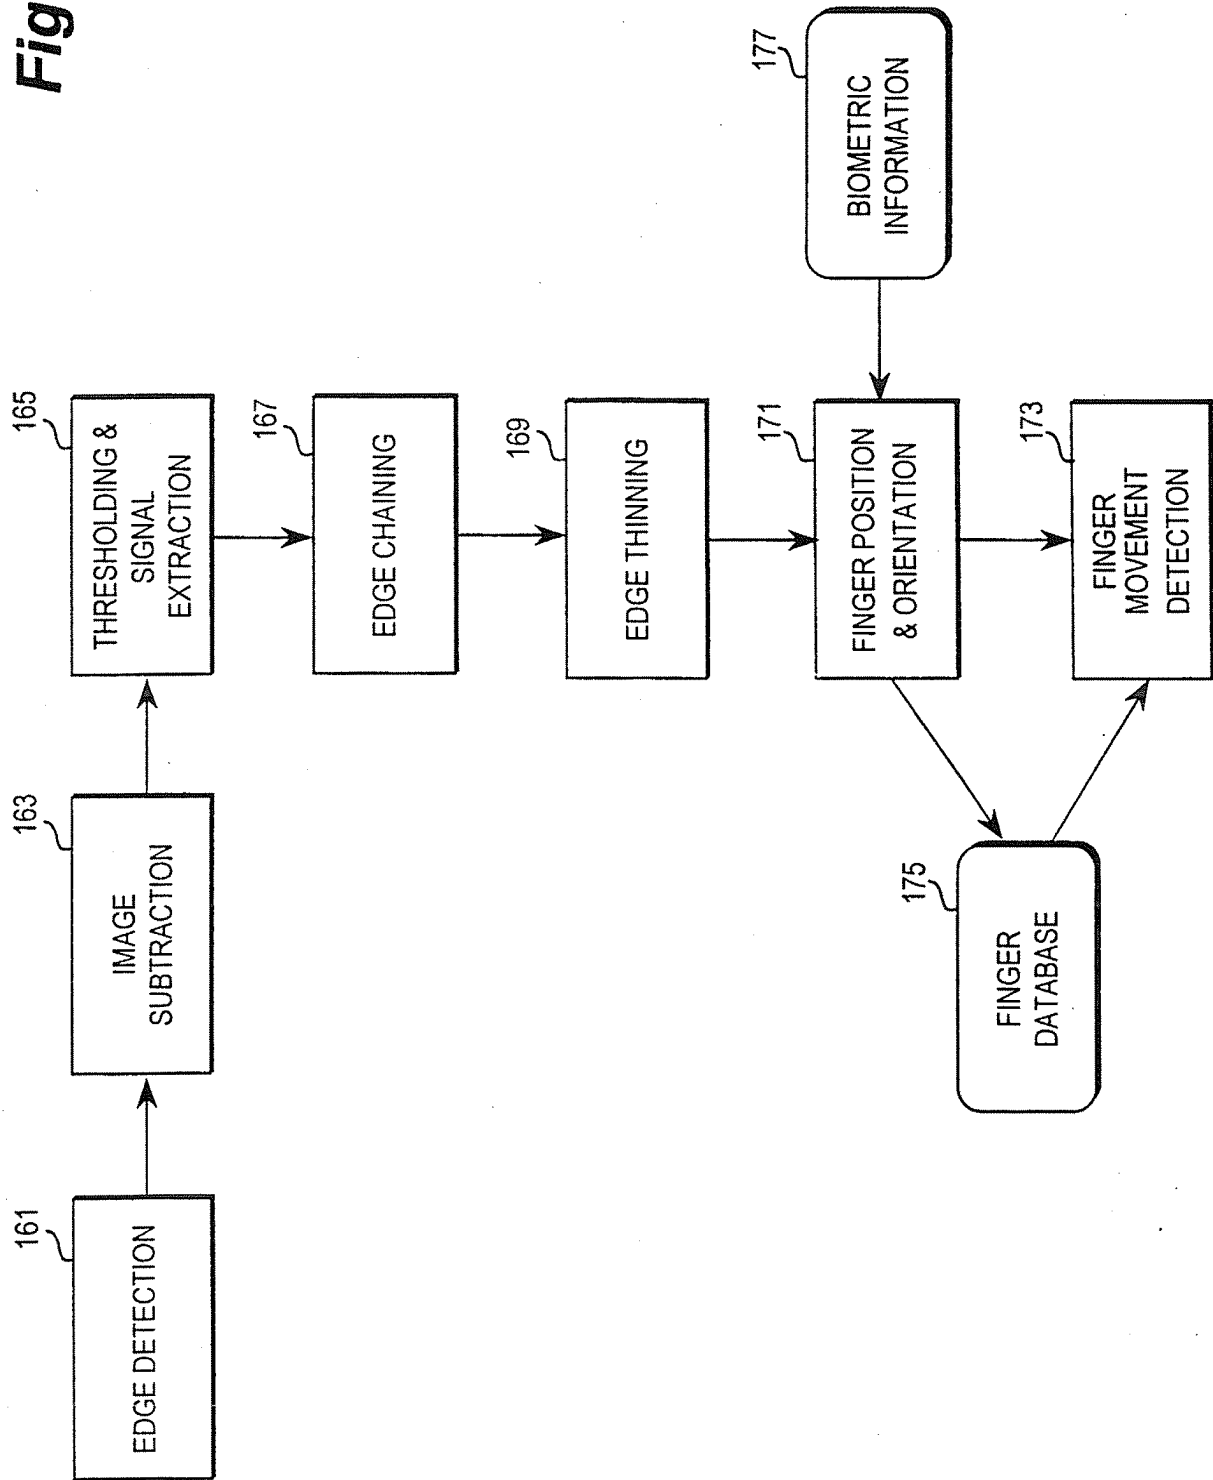 Fig
161
EDGE DETECTION
163
IMAGE
SUBTRACTION
165
THRESHOLDING &
SIGNAL
EXTRACTION
167
EDGE CHAINING
169
EDGE THINNING
171
FINGER POSITION
& ORIENTATION
177
BIOMETRIC
INFORMATION
175
FINGER
DATABASE
173
FINGER
MOVEMENT
DETECTION